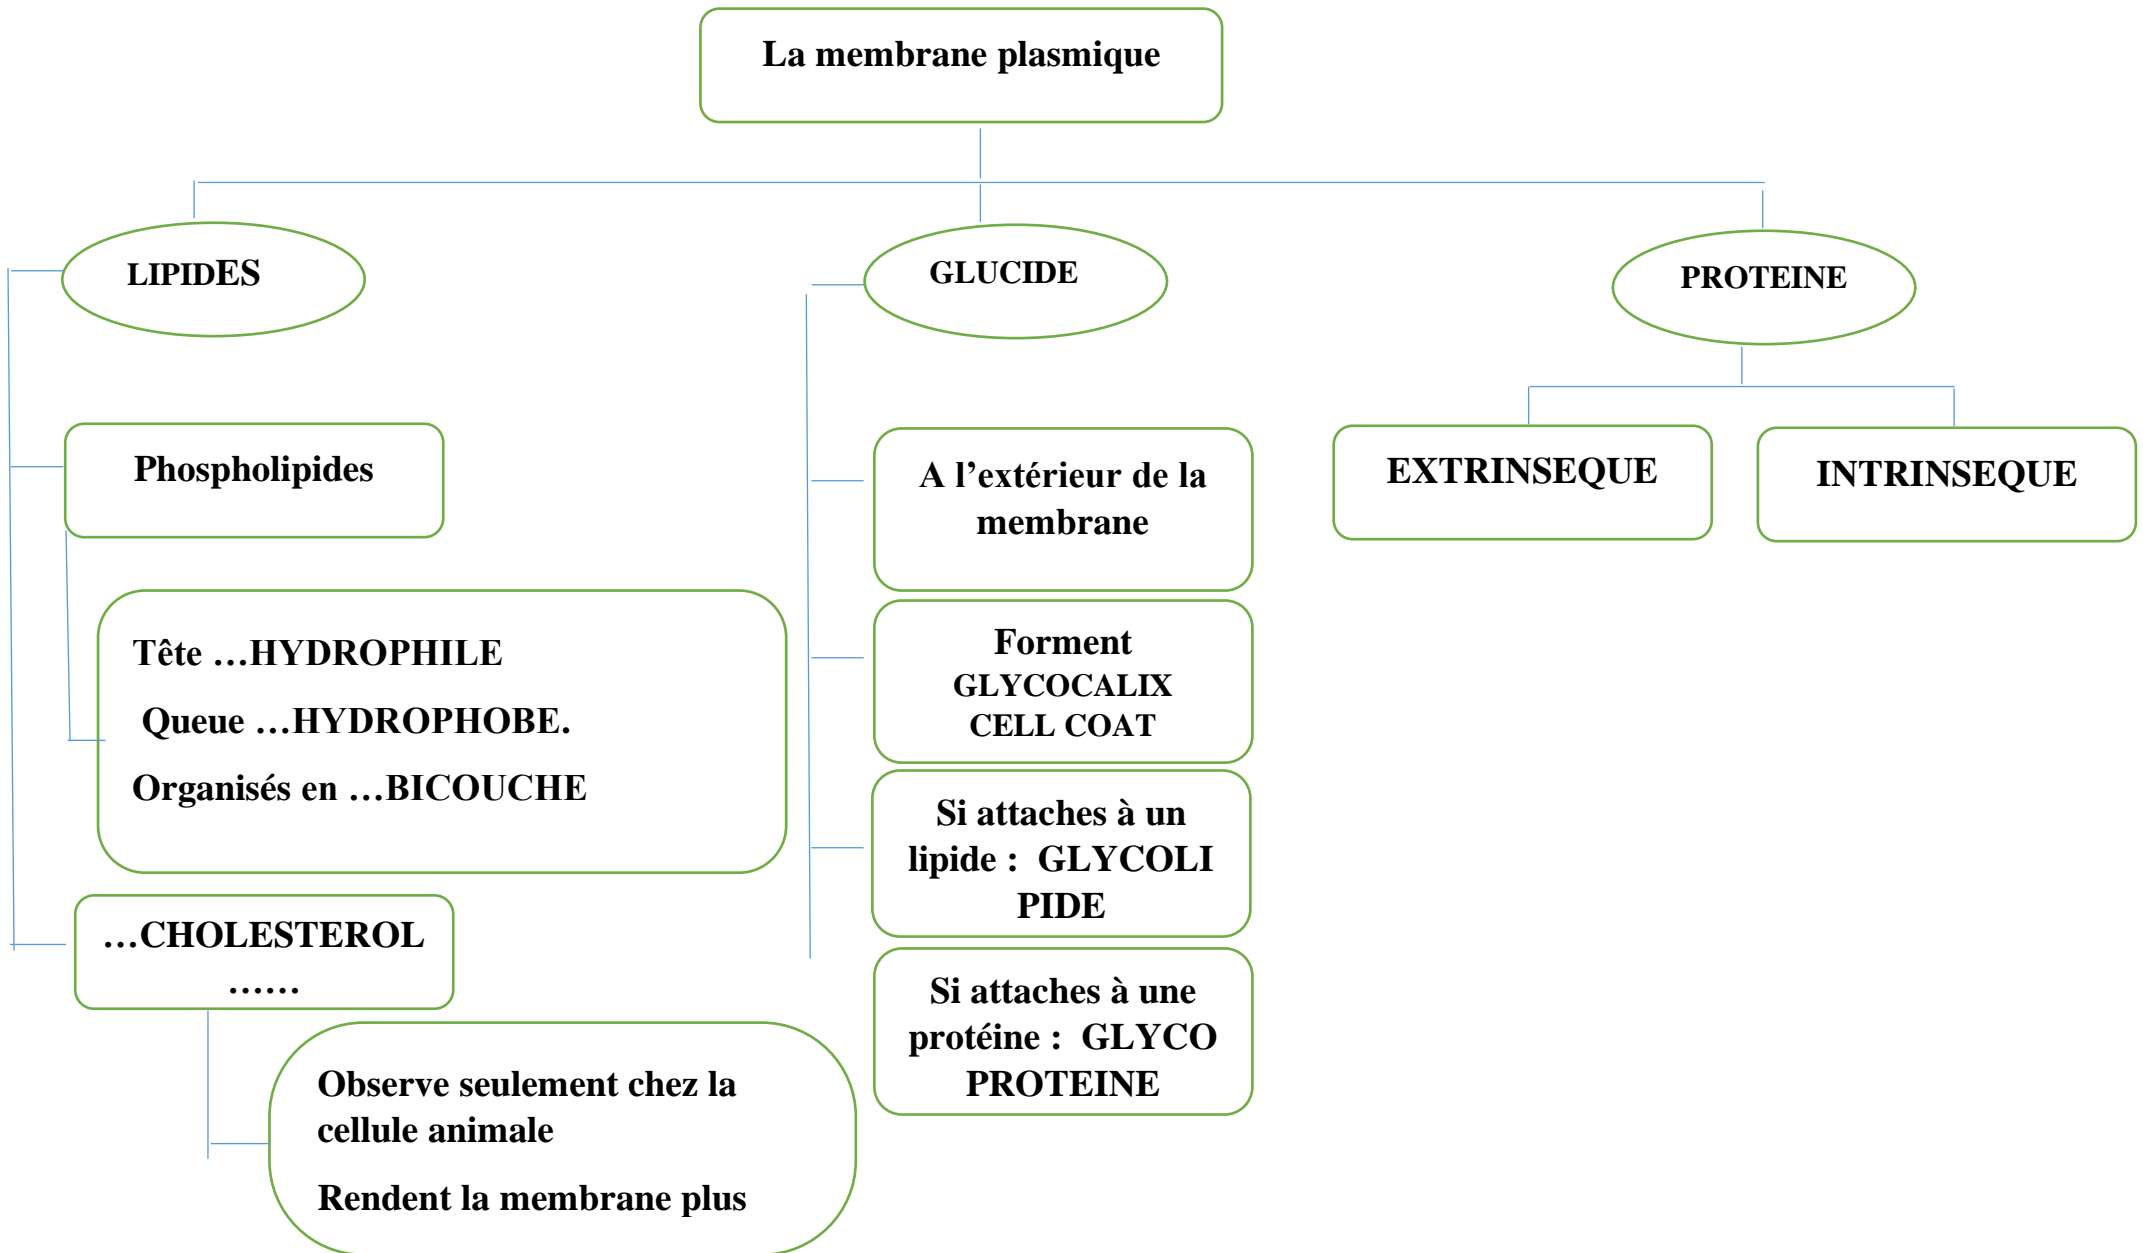 La membrane plasmique
LIPIDES
GLUCIDE
PROTEINE
Phospholipides
Tête …HYDROPHILE
Queue …HYDROPHOBE.
Organisés en …BICOUCHE
…CHOLESTEROL
……
Observe seulement chez la
cellule animale
Rendent la membrane plus
A l’extérieur de la
membrane
Forment
GLYCOCALIX
CELL COAT
Si attaches à un
lipide : GLYCOLI
PIDE
Si attaches à une
protéine : GLYCO
PROTEINE
EXTRINSEQUE
INTRINSEQUE